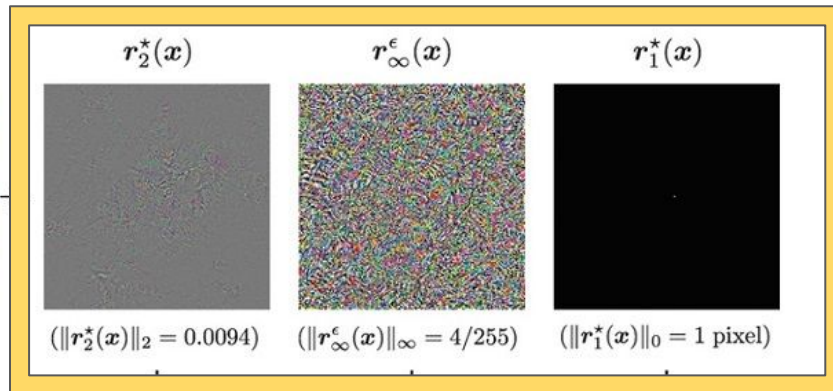 r₂*(x) r∞^ϵ(x) r₁*(x)
(‖r₂*(x)‖₂ = 0.0094) (‖r∞^ϵ(x)‖∞ = 4/255) (‖r₁*(x)‖₀ = 1 pixel)